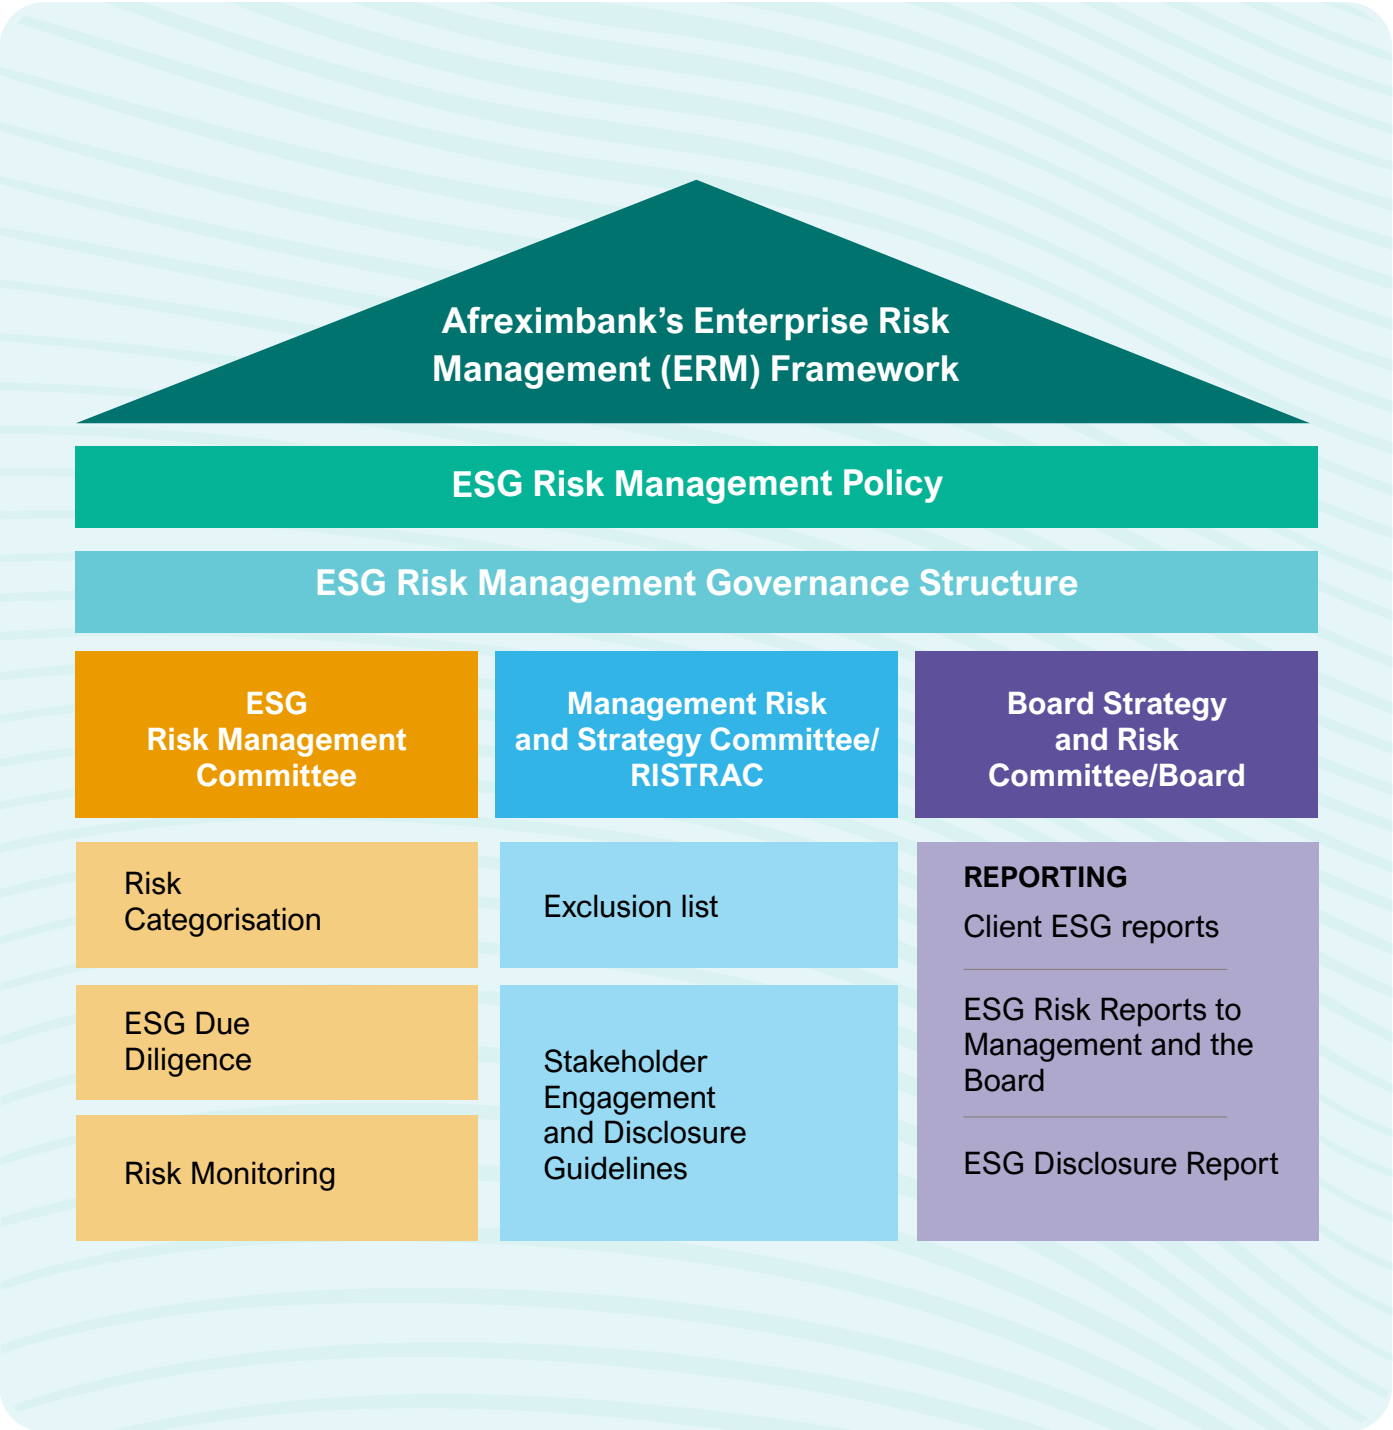 Afreximbank’s Enterprise Risk
Management (ERM) Framework
ESG Risk Management Policy
ESG Risk Management Governance Structure
ESG
Risk Management
Committee
Management Risk
and Strategy Committee/
RISTRAC
Board Strategy
and Risk
Committee/Board
Risk
Categorisation
ESG Due
Diligence
Risk Monitoring
Exclusion list
Stakeholder
Engagement
and Disclosure
Guidelines
REPORTING
Client ESG reports
ESG Risk Reports to
Management and the
Board
ESG Disclosure Report